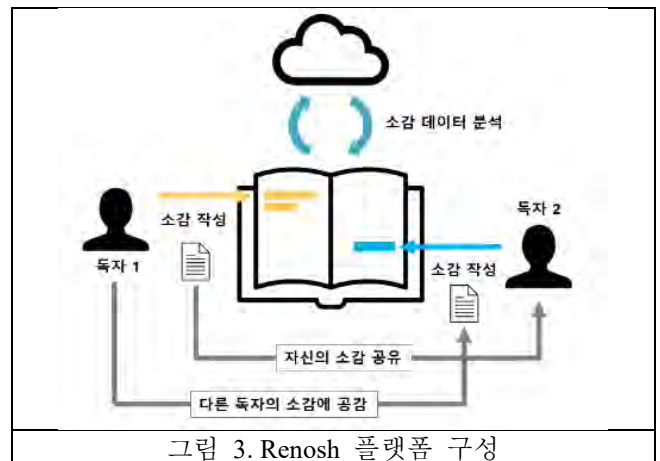 소감 데이터 분석
독자 2
소감 작성
독자 1
소감 작성
자신의 소감 공유
다른 독자의 소감에 공감
그림 3. Renosh 플랫폼 구성